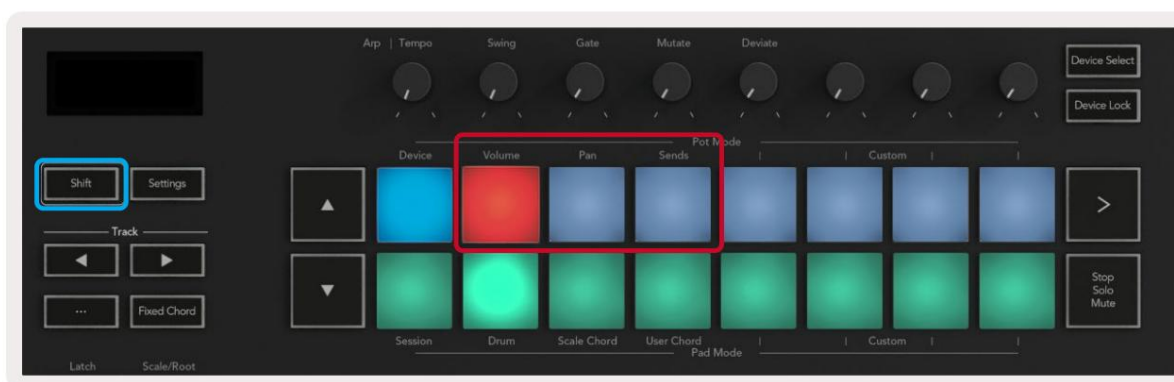 Arp | Tempo Swing Gate Mutate Deviate
Device Select
Device Lock
Pot Mode
Device Volume Pan Sends | | Custom | |
Shift Settings
▲ >
Track
◀ ▶
▼ Stop
Solo
Mute
... Fixed Chord
Session Drum Scale Chord User Chord | | Custom | |
Pad Mode
Latch Scale/Root